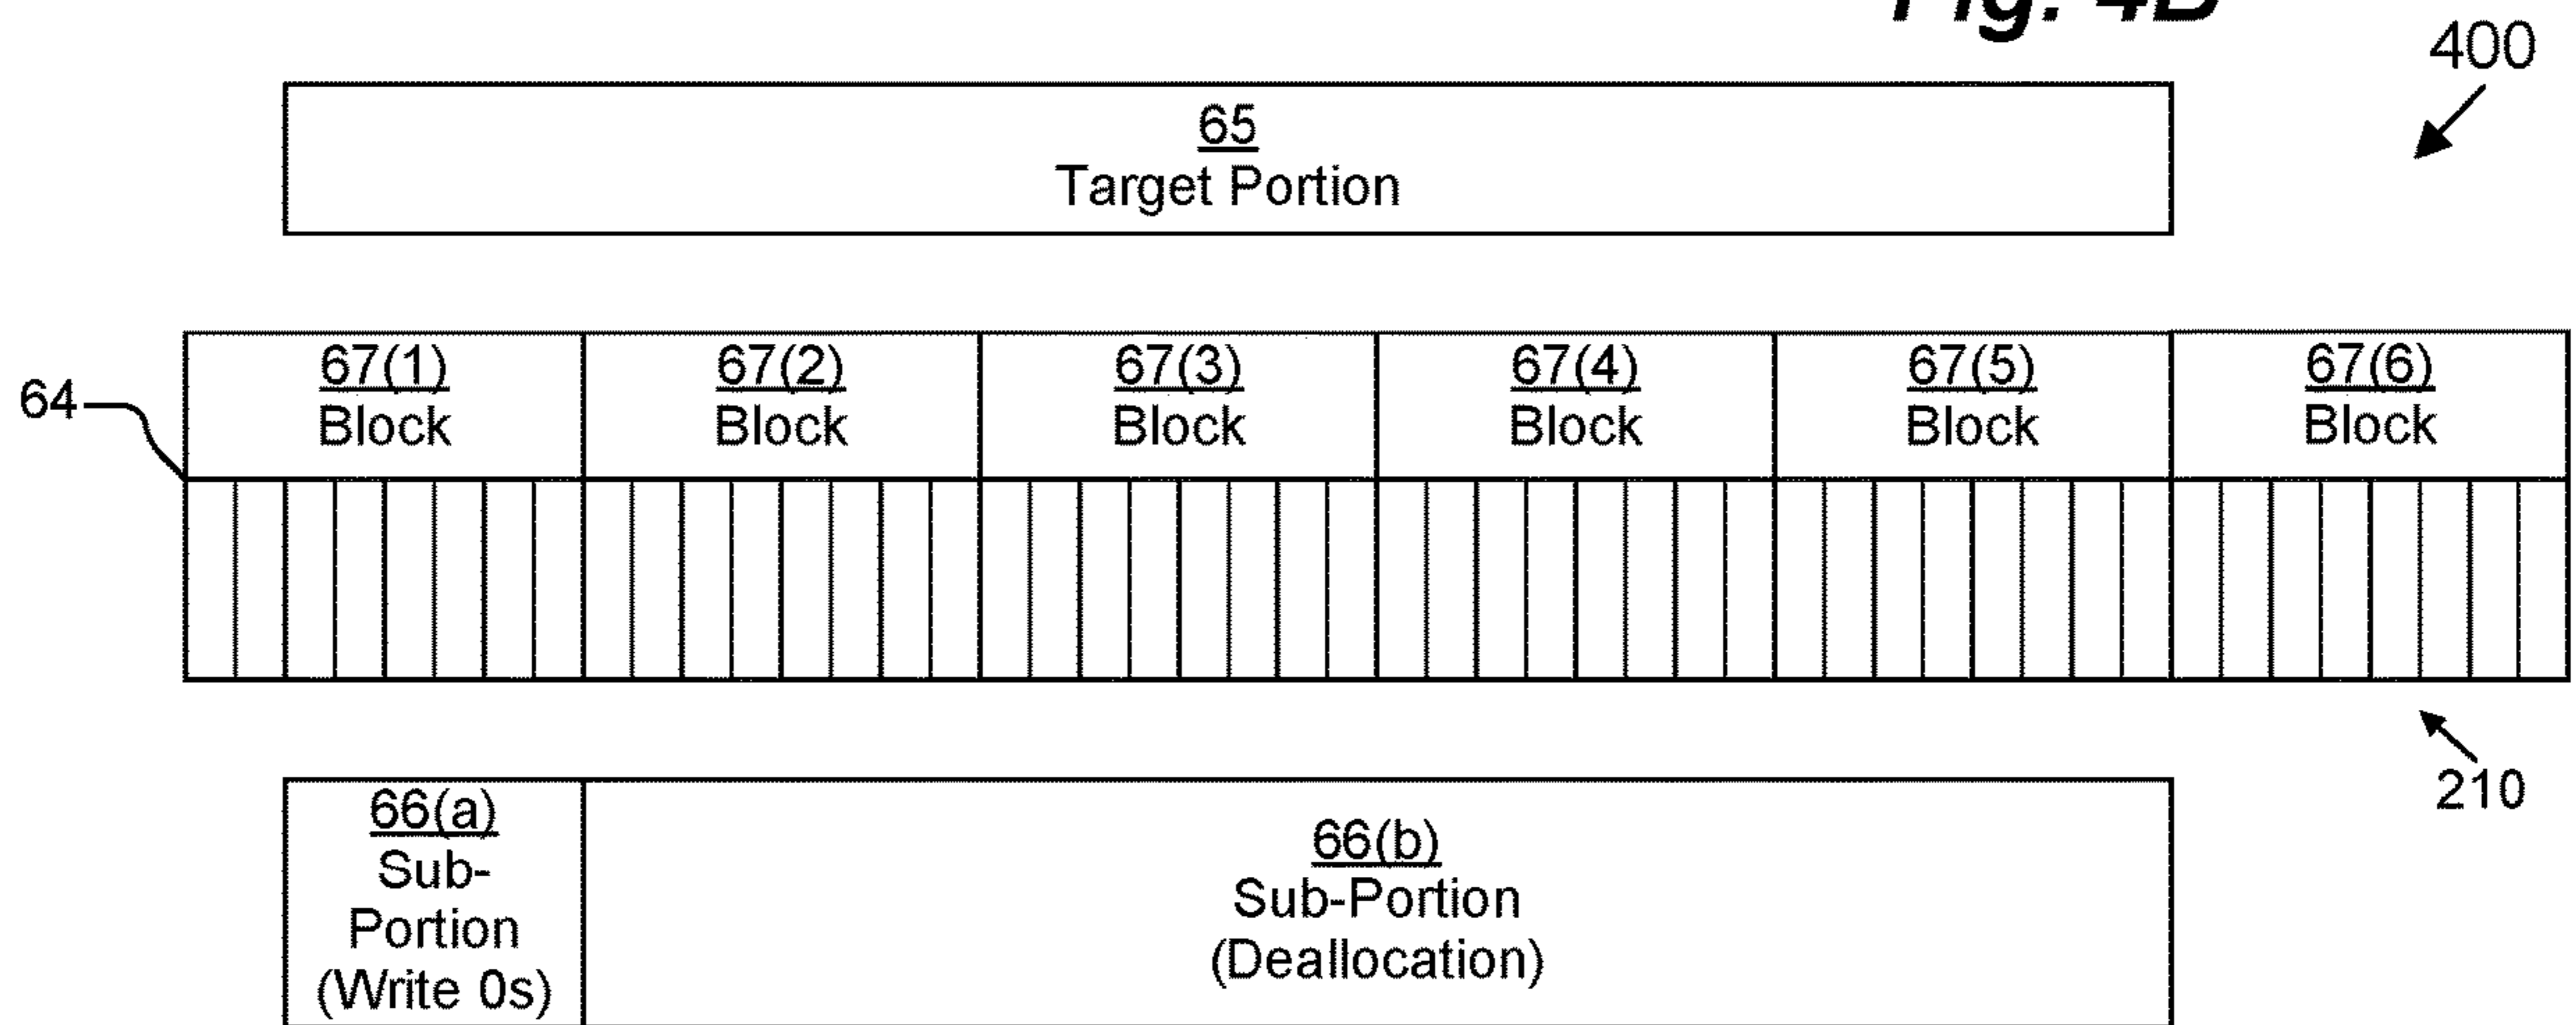 400
65
Target Portion
64
67(1)
Block
67(2)
Block
67(3)
Block
67(4)
Block
67(5)
Block
67(6)
Block
210
66(a)
Sub-
Portion
(Write 0s)
66(b)
Sub-Portion
(Deallocation)